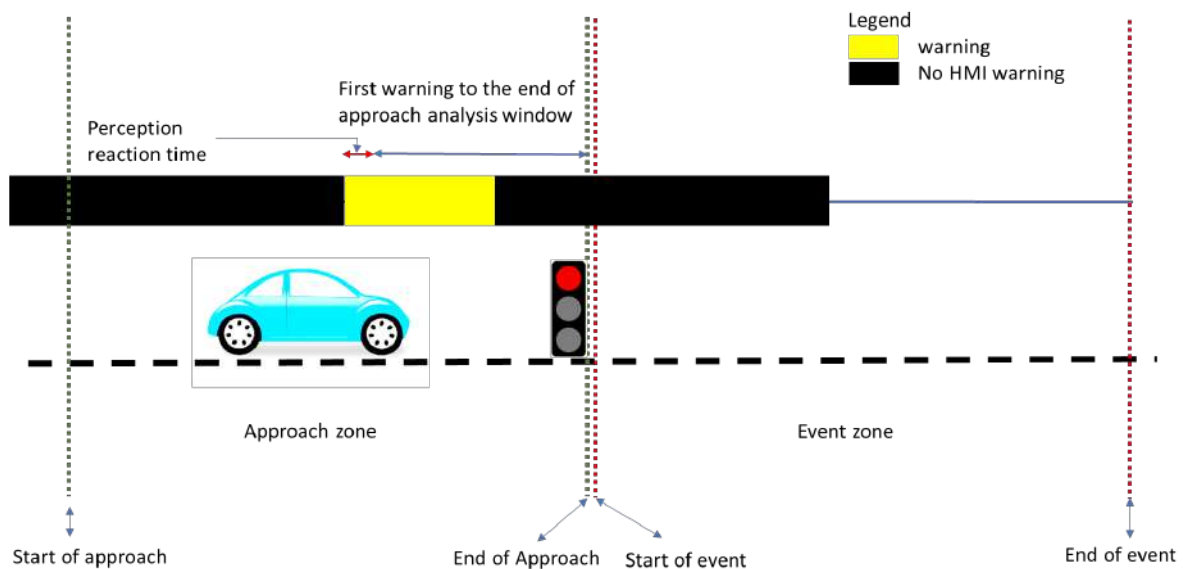 Legend
warning
No HMI warning
First warning to the end of
approach analysis window
Perception
reaction time
Approach zone
Event zone
Start of approach
End of Approach
Start of event
End of event